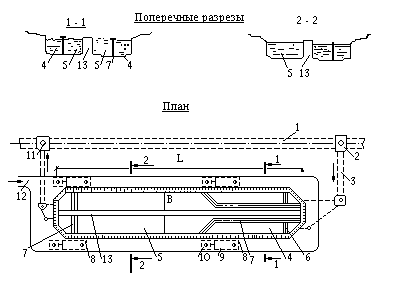 Поперечные разрезы
1 - 1
2 - 2
4 5 13 5 7 4
5 13
План
1
11
2
2
L
1
12
3
B
7
8 13 2 5 10 9 8 7 1 4 6